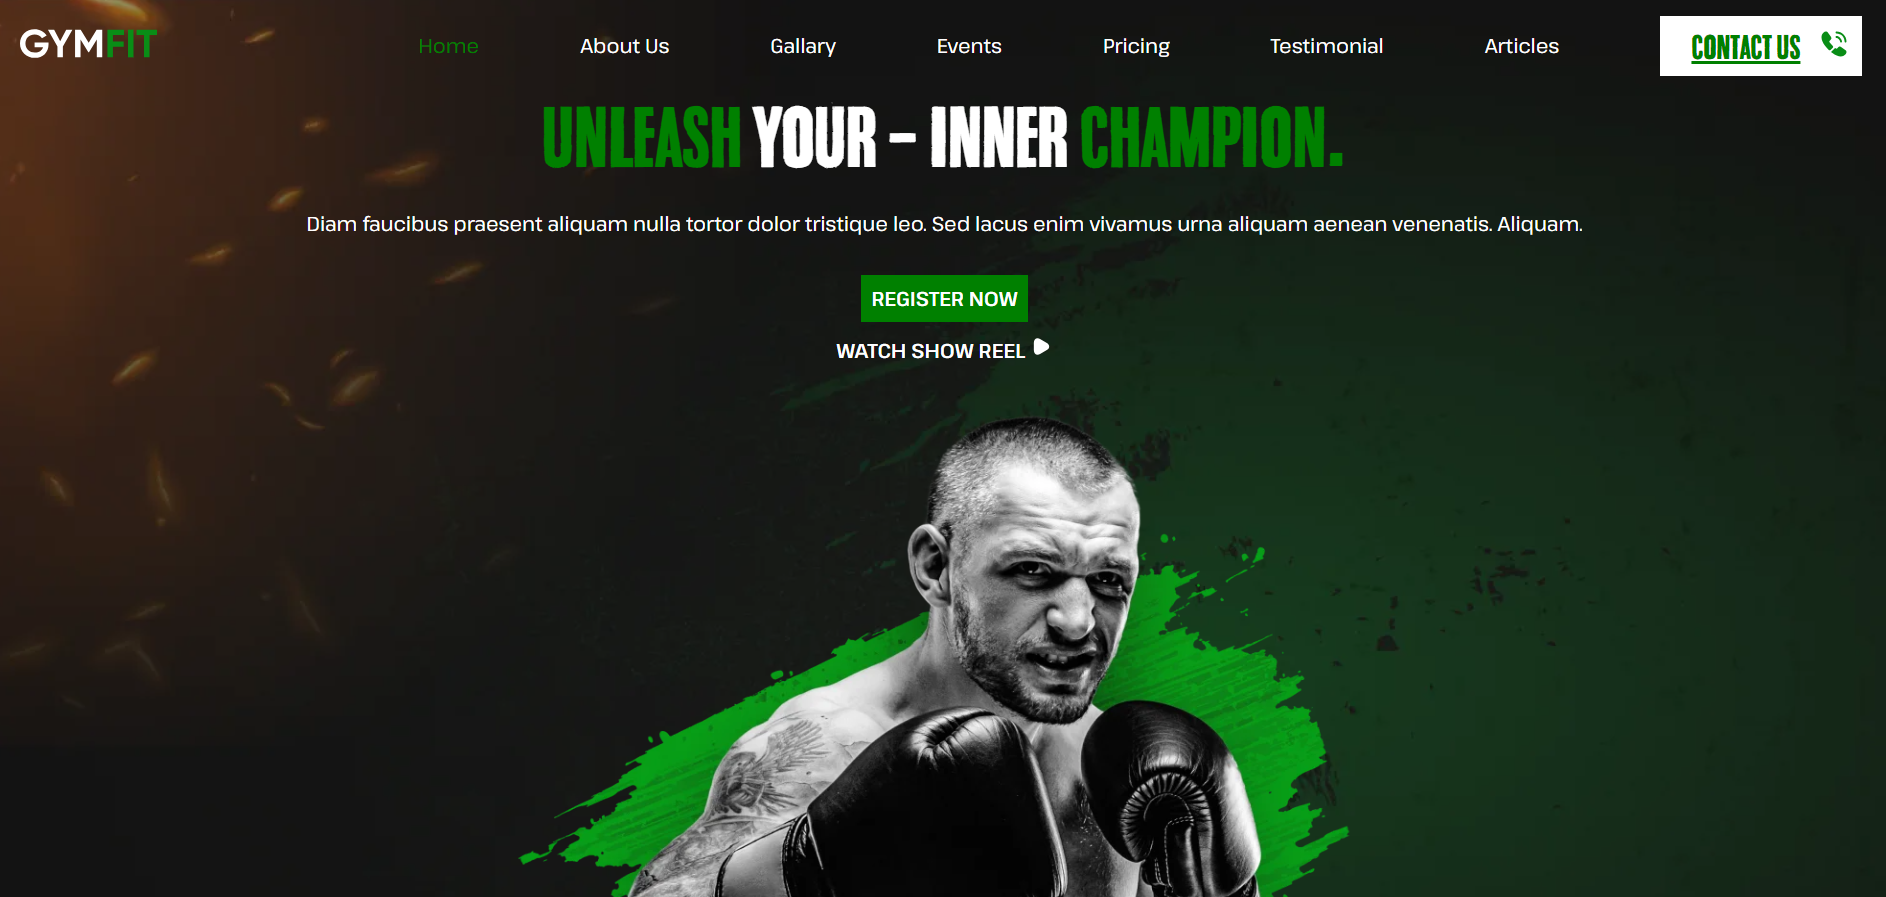 GYMFIT
Home
About Us
Gallary
Events
Pricing
Testimonial
Articles
CONTACT US
UNLEASH YOUR – INNER CHAMPION.
Diam faucibus praesent aliquam nulla tortor dolor tristique leo. Sed lacus enim vivamus urna aliquam aenean venenatis. Aliquam.
REGISTER NOW
WATCH SHOW REEL